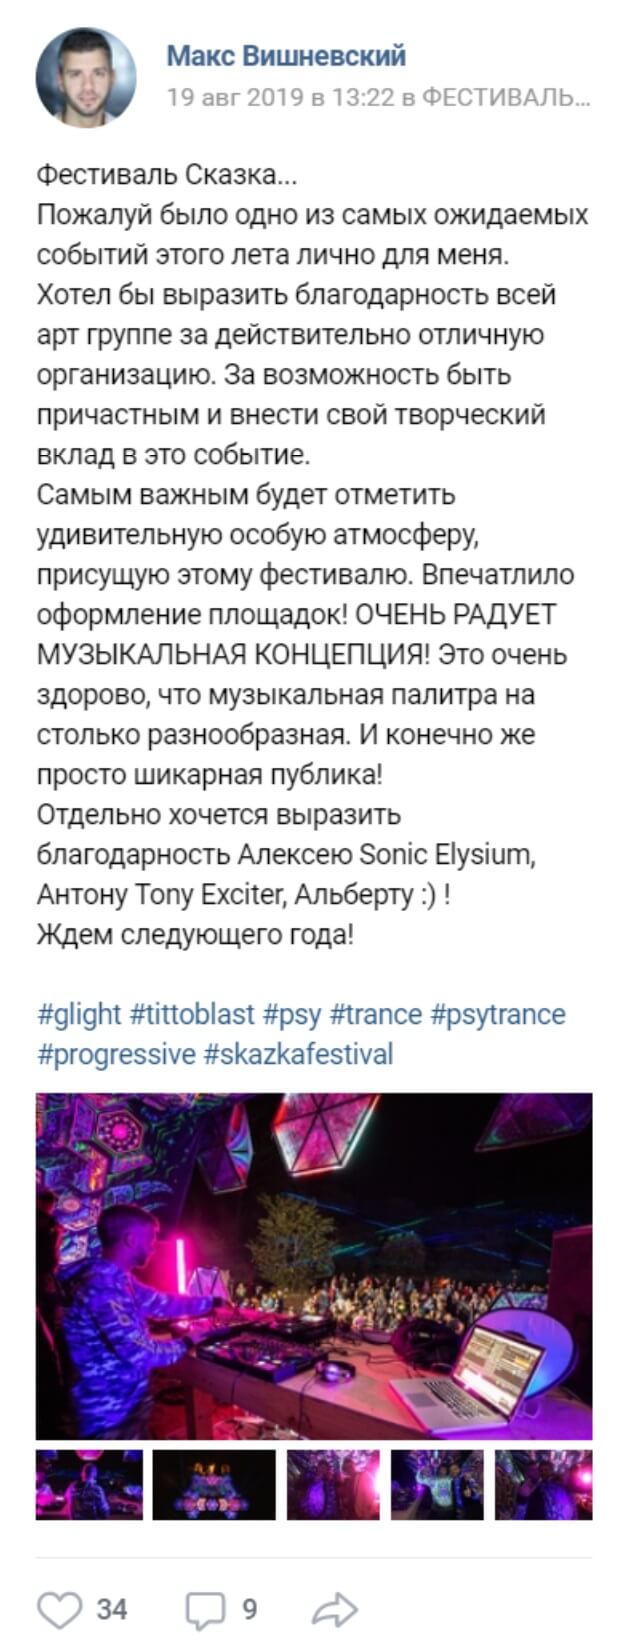 Макс Вишневский
19 авг 2019 в 13:22 в ФЕСТИВАЛЬ...
Фестиваль Сказка...
Пожалуй было одно из самых ожидаемых
событий этого лета лично для меня.
Хотел бы выразить благодарность всей
арт группе за действительно отличную
организацию. За возможность быть
причастным и внести свой творческий
вклад в это событие.
Самым важным будет отметить
удивительную особую атмосферу,
присущую этому фестивалю. Впечатлило
оформление площадок! ОЧЕНЬ РАДУЕТ
МУЗЫКАЛЬНАЯ КОНЦЕПЦИЯ! Это очень
здорово, что музыкальная палитра на
столько разнообразная. И конечно же
просто шикарная публика!
Отдельно хочется выразить
благодарность Алексею Sonic Elysium,
Антону Tony Exciter, Альберту :) !
Ждем следующего года!
#glight #tittoblast #psy #trance #psytrance
#progressive #skazkafestival
34 9